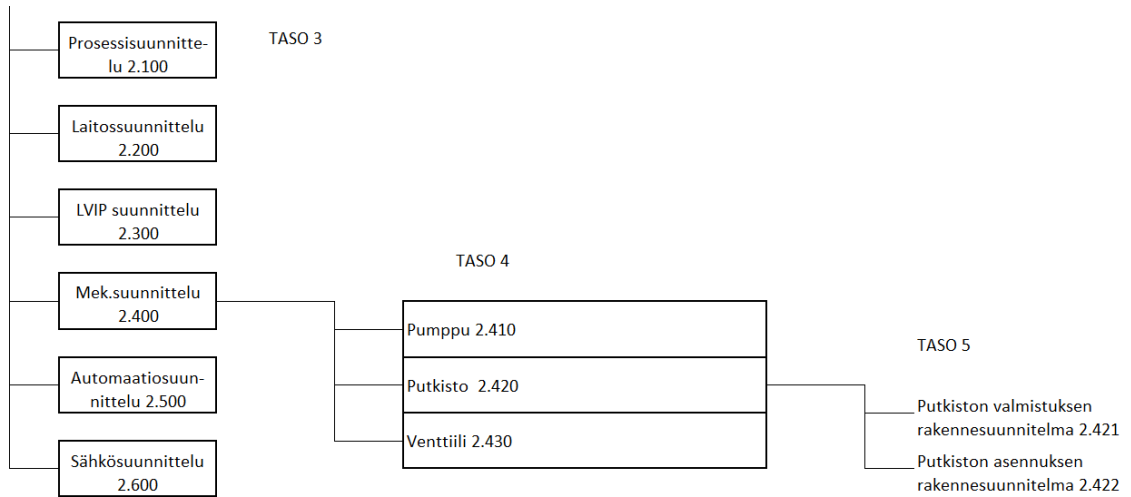 Prosessisuunnitte-
lu 2.100
TASO 3
Laitossuunnittelu
2.200
LVIP suunnittelu
2.300
TASO 4
Mek.suunnittelu
2.400
Pumppu 2.410
Putkisto 2.420
Venttiili 2.430
TASO 5
Putkiston valmistuksen
rakennesuunnitelma 2.421
Putkiston asennuksen
rakennesuunnitelma 2.422
Automaatiosuun-
nittelu 2.500
Sähkösuunnittelu
2.600